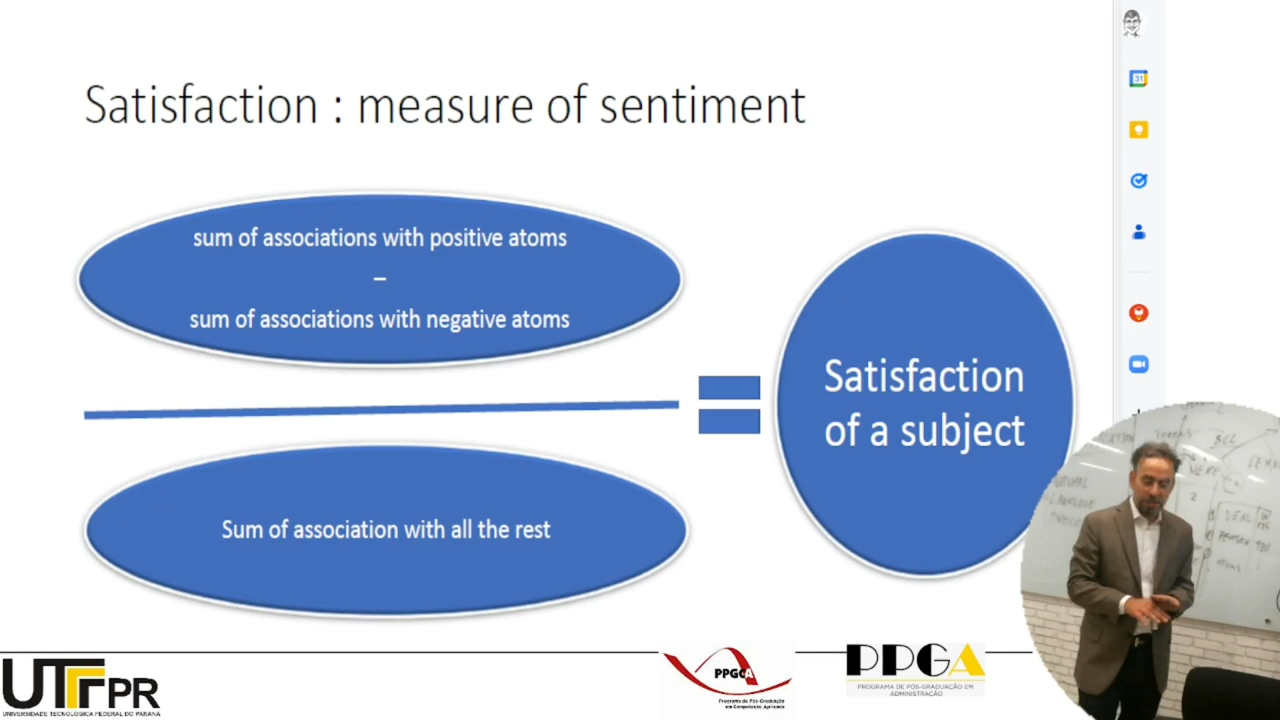 Satisfaction : measure of sentiment
sum of associations with positive atoms
–
sum of associations with negative atoms
Satisfaction
of a subject
Sum of association with all the rest
31
UTFPR
UNIVERSIDADE TECNOLÓGICA FEDERAL DO PARANÁ
PPGCA
Programa de Pós-Graduação
em Computação Aplicada
PPGA
PROGRAMA DE PÓS-GRADUAÇÃO EM
ADMINISTRAÇÃO